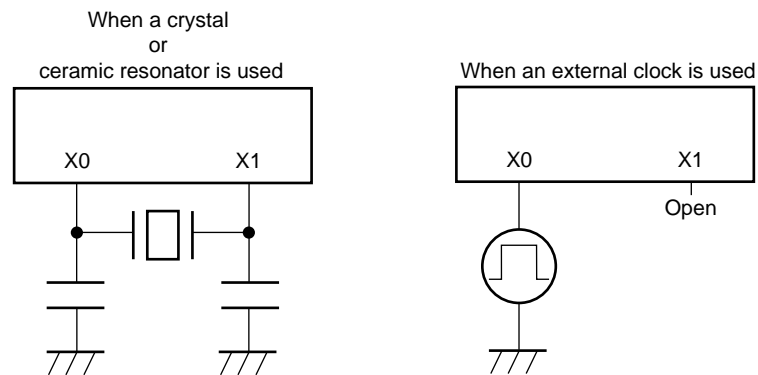 When a crystal
or
ceramic resonator is used
X0
X1
When an external clock is used
X0
X1
Open